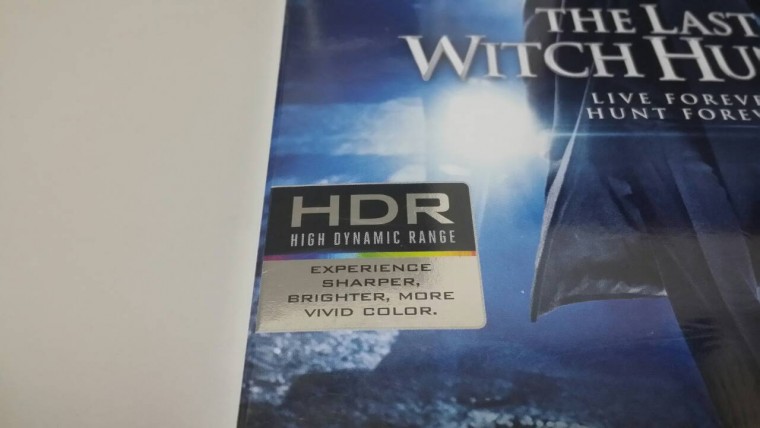 THE LAST
WITCH HU
LIVE FOREVE
HUNT FOREV
HDR
HIGH DYNAMIC RANGE
EXPERIENCE
SHARPER,
BRIGHTER, MORE
VIVID COLOR.